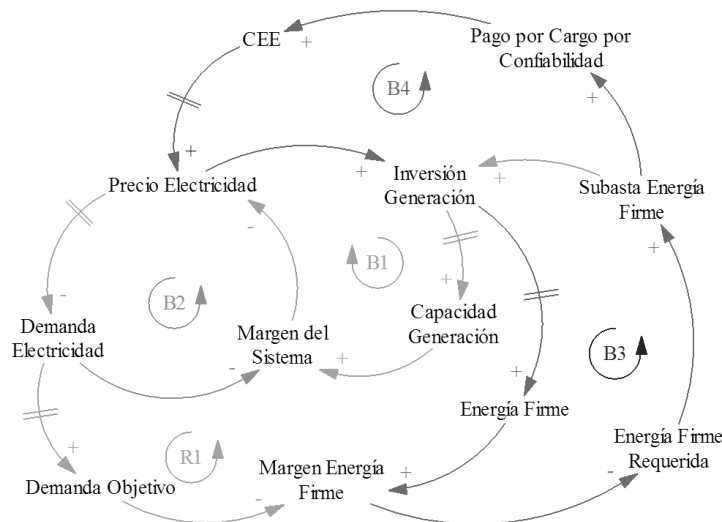 CEE
+
Pago por Cargo por
Confiabilidad
B4
+
+
Precio Electricidad
+
Inversión
Generación
+
Subasta Energía
Firme
-
B1
+
+
B2
-
Demanda
Electricidad
Margen del
Sistema
-
+
Capacidad
Generación
B3
+
Energía Firme
+
R1
Margen Energía
Firme
+
Energía Firme
Requerida
-
Demanda Objetivo
-